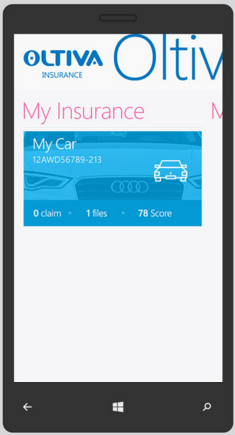 OLTIVA
INSURANCE
Oltiv
My Insurance
M
My Car
12AWD56789-213
0 claim • 1 files • 78 Score